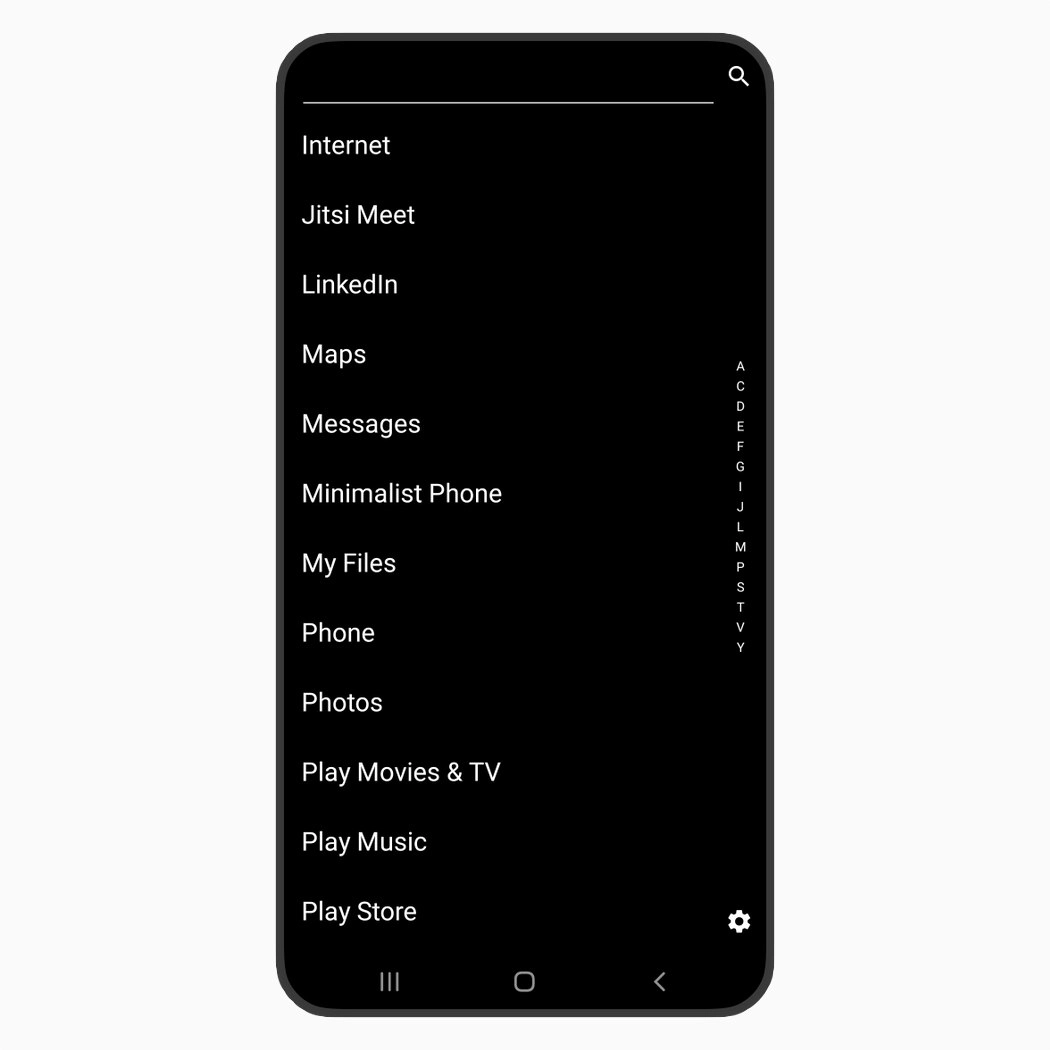 Internet
Jitsi Meet
LinkedIn
Maps
Messages
Minimalist Phone
My Files
Phone
Photos
Play Movies & TV
Play Music
Play Store
A
C
D
E
F
G
I
J
L
M
P
S
T
V
Y